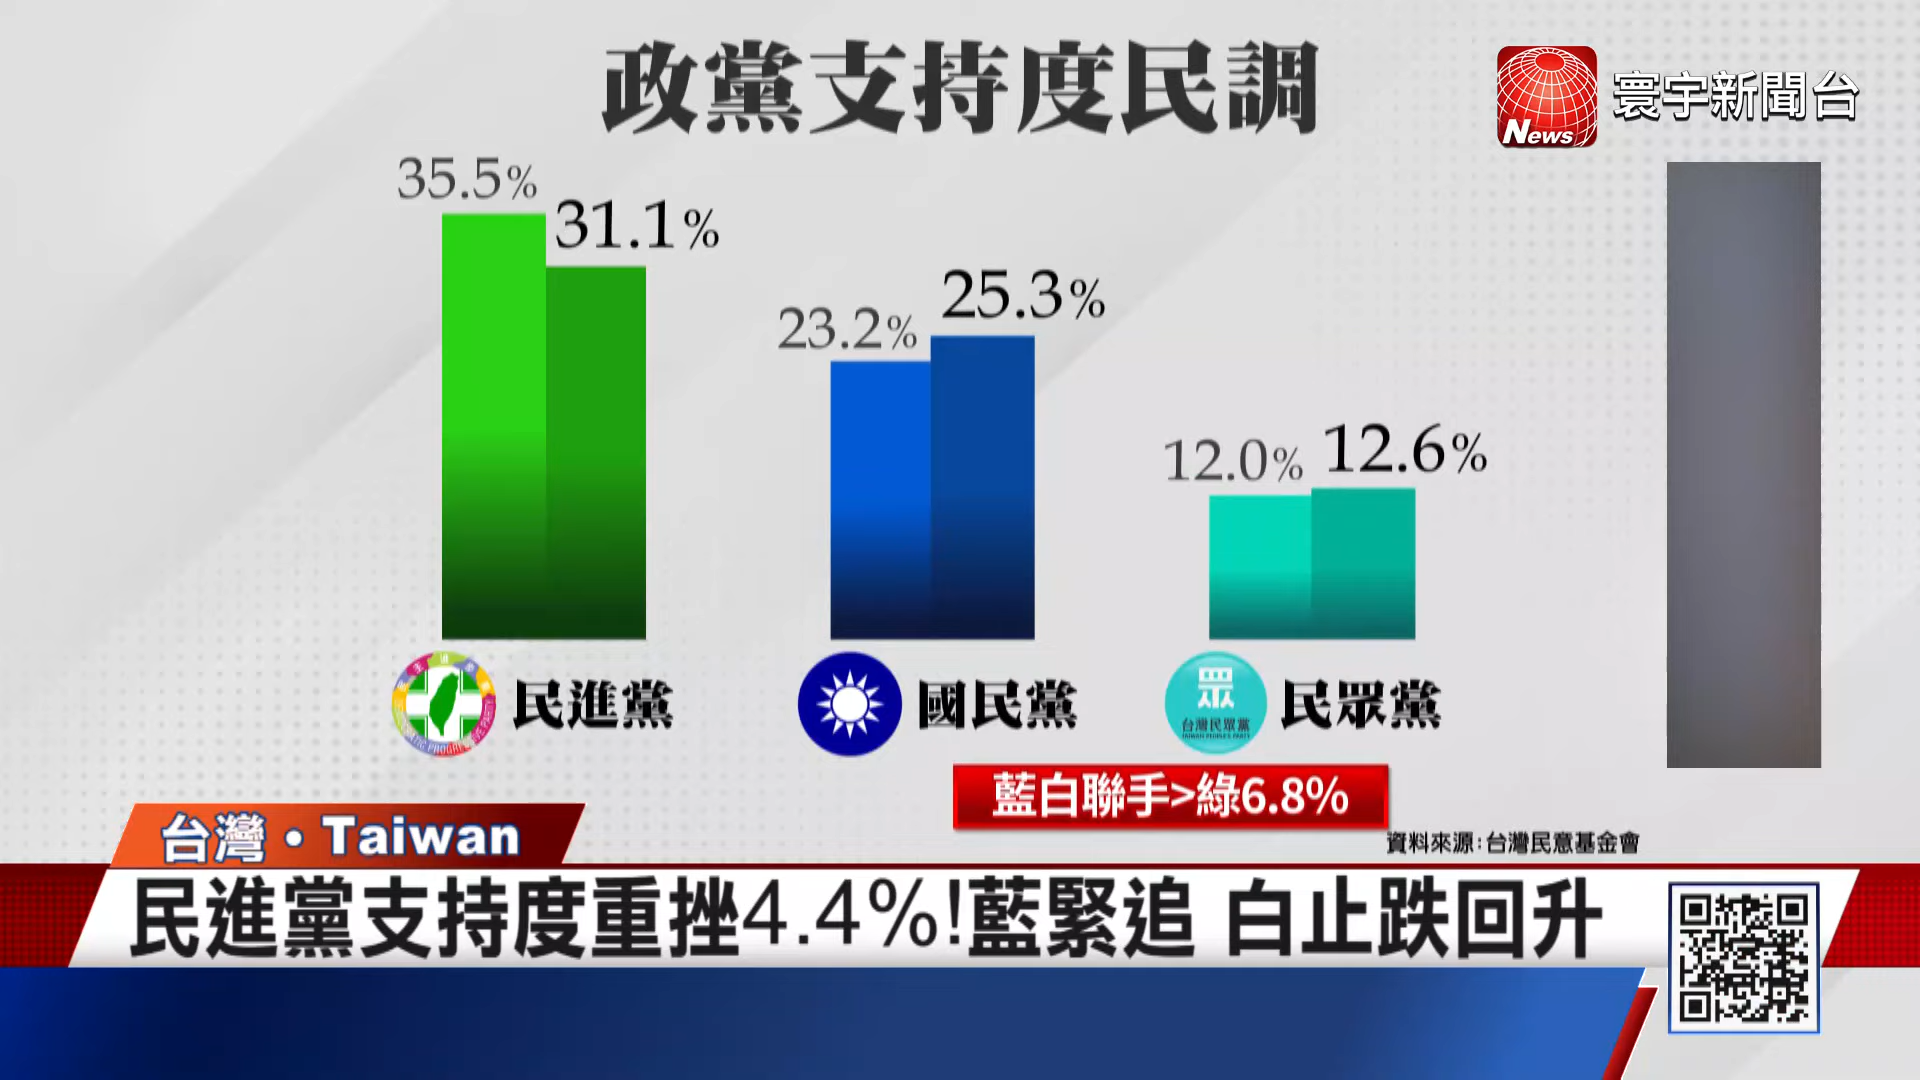 政黨支持度民調
News 寰宇新聞台
35.5%
31.1%
23.2%
25.3%
12.0%
12.6%
民進黨
國民黨
眾
台灣民眾黨
TAIWAN PEOPLE'S PARTY
民眾黨
藍白聯手>綠6.8%
資料來源:台灣民意基金會
台灣・Taiwan
民進黨支持度重挫4.4%!藍緊追 白止跌回升